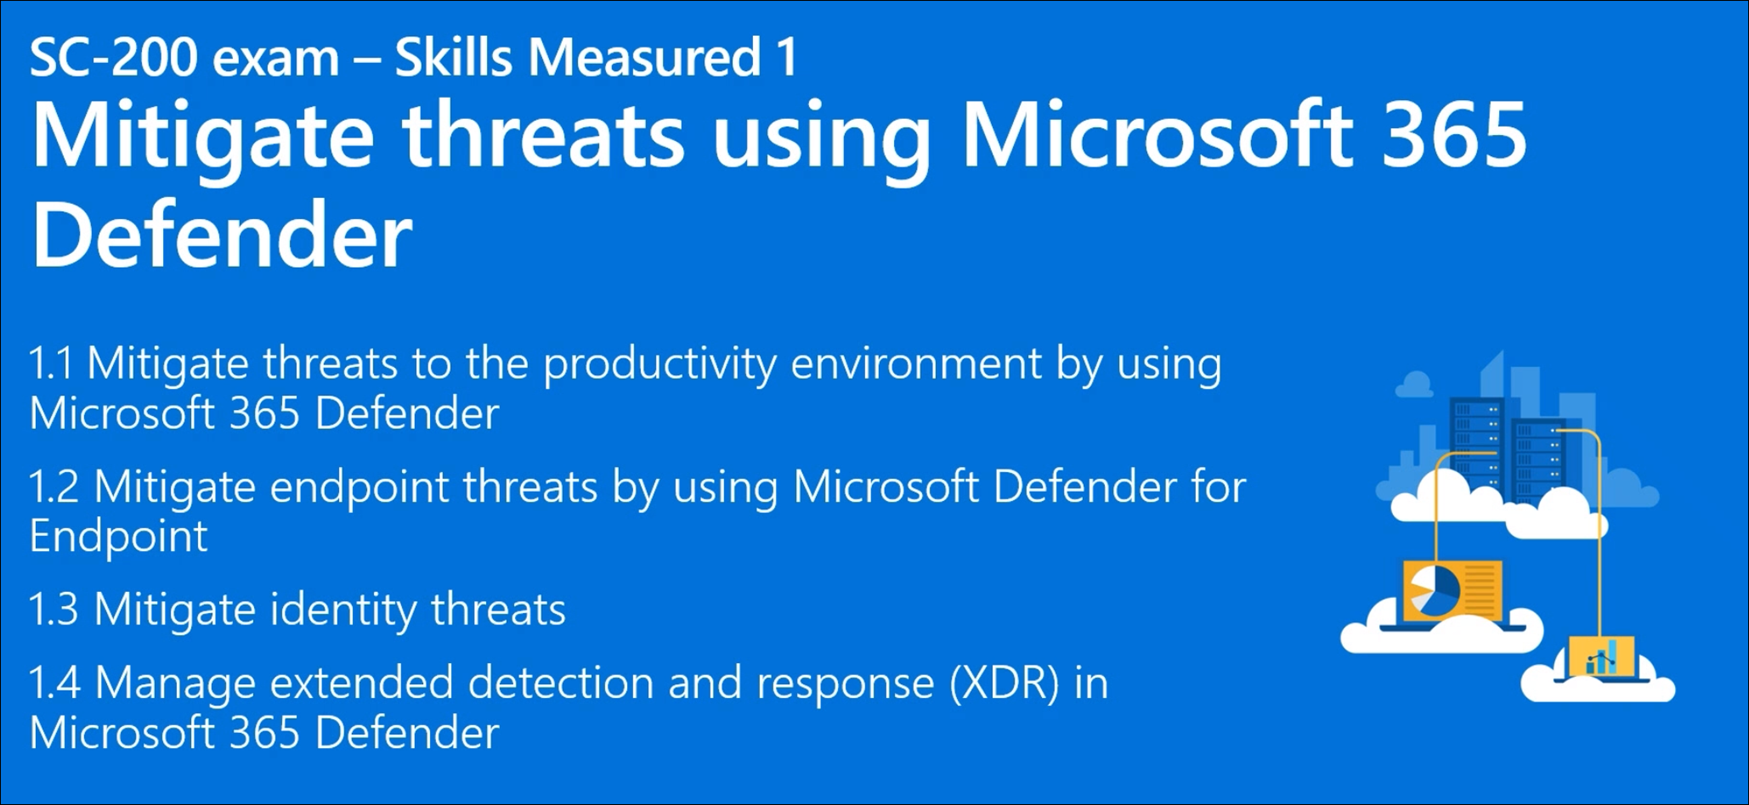 SC-200 exam – Skills Measured 1
Mitigate threats using Microsoft 365
Defender
1.1 Mitigate threats to the productivity environment by using
Microsoft 365 Defender
1.2 Mitigate endpoint threats by using Microsoft Defender for
Endpoint
1.3 Mitigate identity threats
1.4 Manage extended detection and response (XDR) in
Microsoft 365 Defender